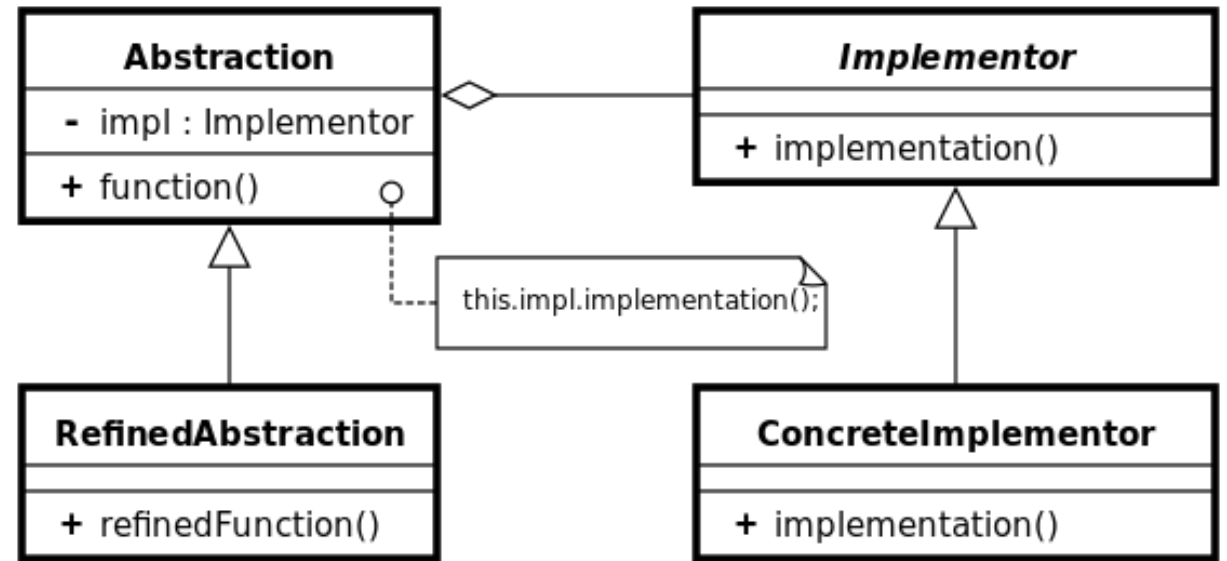 Abstraction
- impl : Implementor
+ function()
Implementor
+ implementation()
this.impl.implementation();
RefinedAbstraction
+ refinedFunction()
ConcreteImplementor
+ implementation()